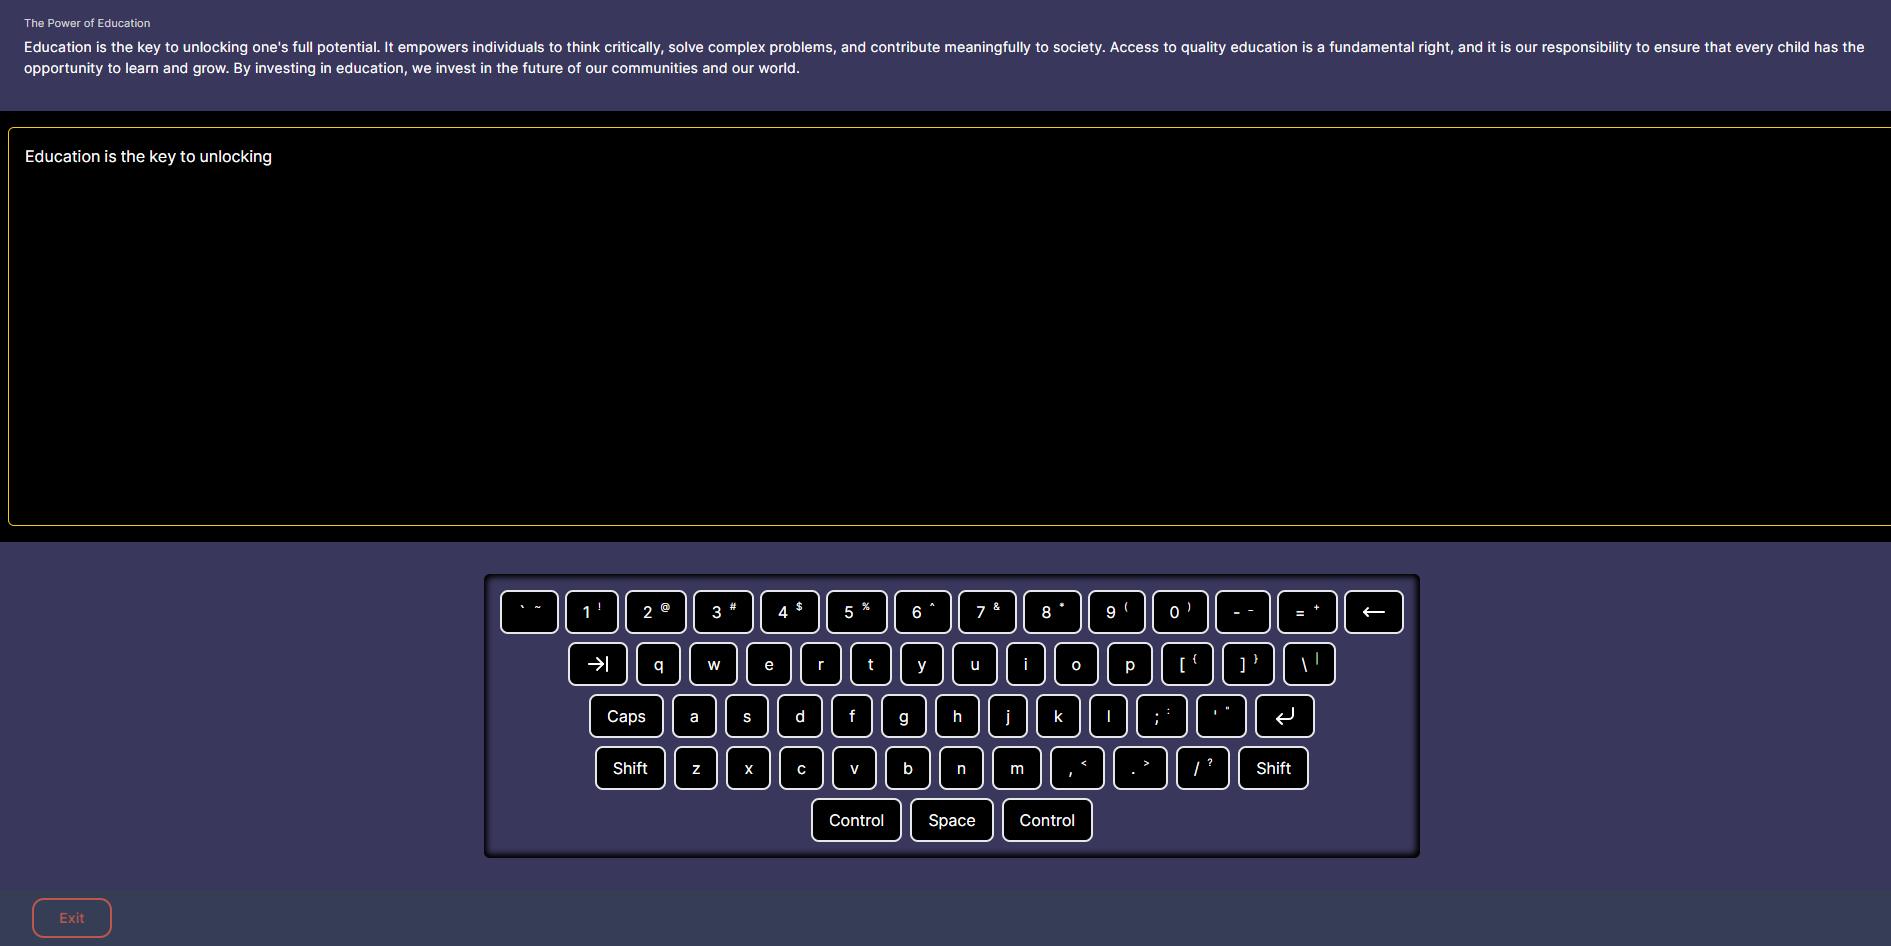 The Power of Education
Education is the key to unlocking one's full potential. It empowers individuals to think critically, solve complex problems, and contribute meaningfully to society. Access to quality education is a fundamental right, and it is our responsibility to ensure that every child has the
opportunity to learn and grow. By investing in education, we invest in the future of our communities and our world.
Education is the key to unlocking
` ~ 1 ! 2 @ 3 # 4 $ 5 % 6 ^ 7 & 8 * 9 ( 0 ) - _ = + ←
→| q w e r t y u i o p [ { ] } \ |
Caps a s d f g h j k l ; : ' " ↵
Shift z x c v b n m , < . > / ? Shift
Control Space Control
Exit